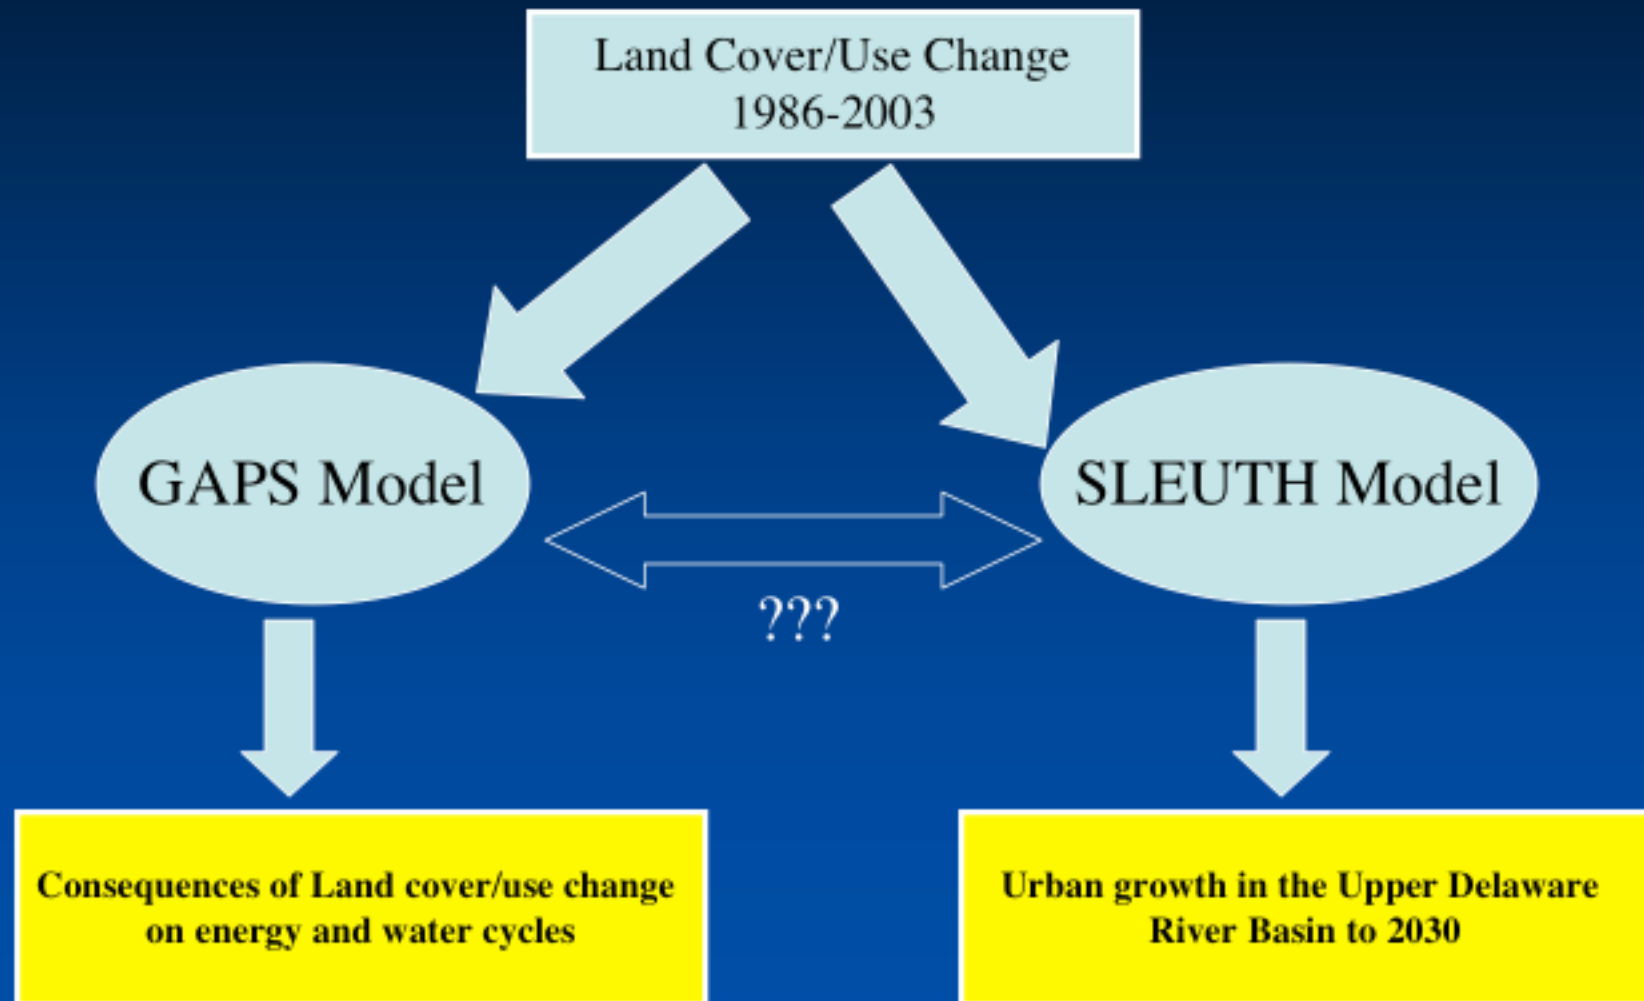 Land Cover/Use Change
1986-2003
GAPS Model
SLEUTH Model
???
Consequences of Land cover/use change
on energy and water cycles
Urban growth in the Upper Delaware
River Basin to 2030